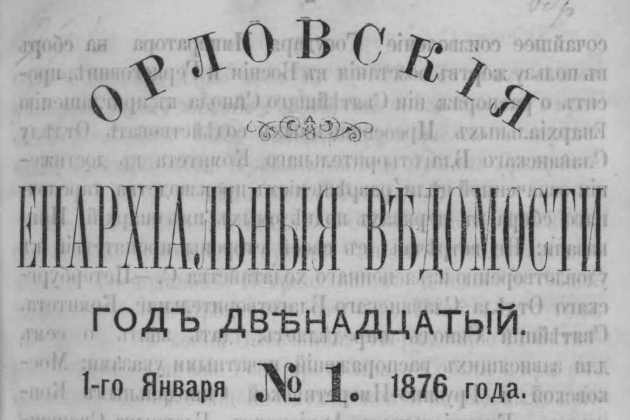 ОРЛОВСКІЯ
ЕПАРХІАЛЬНЫЯ ВѢДОМОСТИ
ГОДЪ ДВѢНАДЦАТЫЙ.
1-го Января № 1. 1876 года.